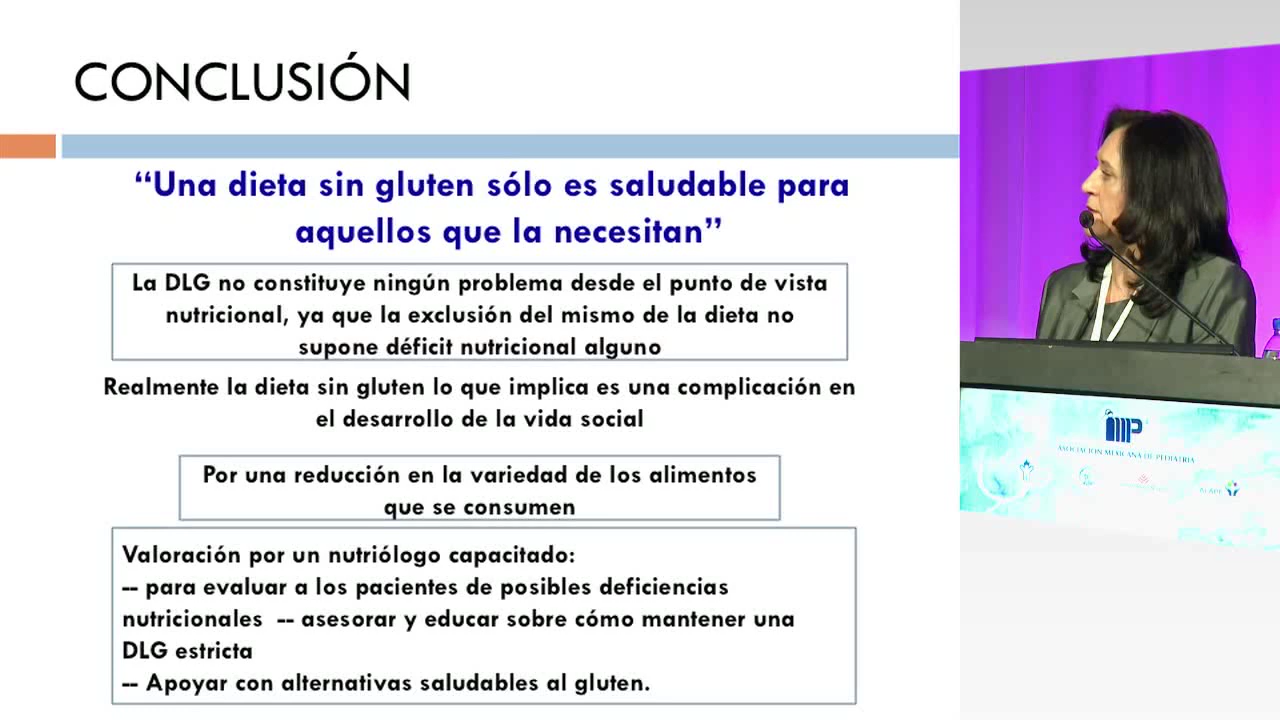 CONCLUSIÓN
“Una dieta sin gluten sólo es saludable para
aquellos que la necesitan”
La DLG no constituye ningún problema desde el punto de vista
nutricional, ya que la exclusión del mismo de la dieta no
supone déficit nutricional alguno
Realmente la dieta sin gluten lo que implica es una complicación en
el desarrollo de la vida social
Por una reducción en la variedad de los alimentos
que se consumen
Valoración por un nutriólogo capacitado:
-- para evaluar a los pacientes de posibles deficiencias
nutricionales -- asesorar y educar sobre cómo mantener una
DLG estricta
-- Apoyar con alternativas saludables al gluten.
ASOCIACIÓN MEXICANA DE PEDIATRÍA
ALAPE